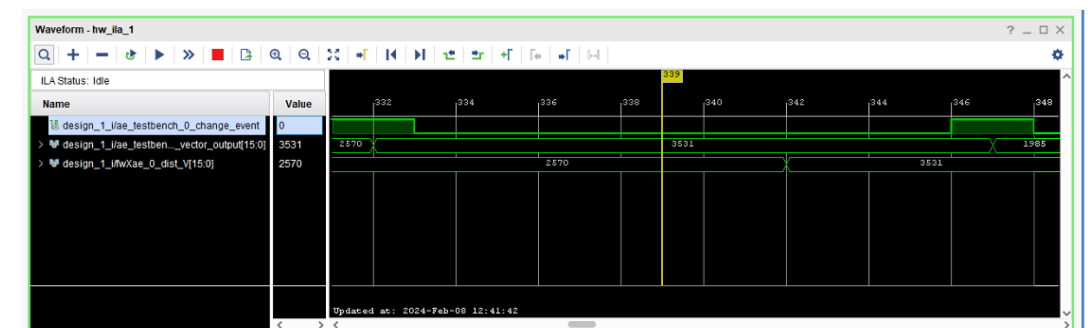 Waveform - hw_ila_1
ILA Status: Idle
339
Name Value
332 334 336 338 340 342 344 346 348
design_1_i/ae_testbench_0_change_event 0
design_1_i/ae_testben..._vector_output[15:0] 3531 2570 3531 1985
design_1_i/fwXae_0_dist_V[15:0] 2570 2570 3531
Updated at: 2024-Feb-08 12:41:42